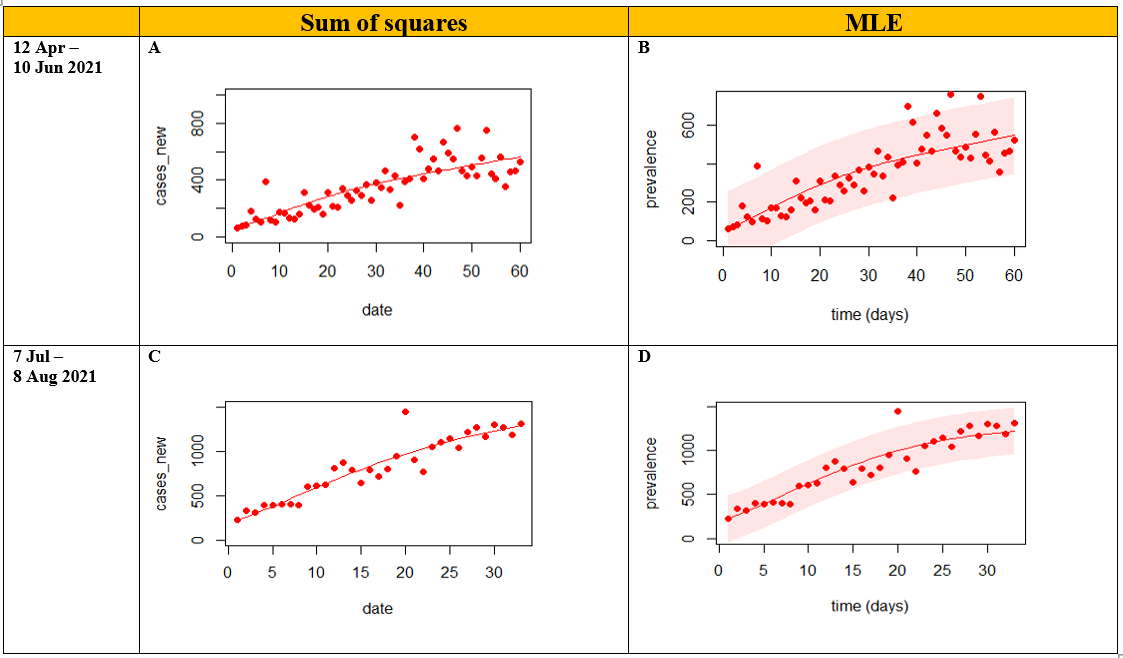 Sum of squares
MLE
12 Apr –
10 Jun 2021
A
cases_new
0
400
800
0 10 20 30 40 50 60
date
B
prevalence
0
200
600
0 10 20 30 40 50 60
time (days)
7 Jul –
8 Aug 2021
C
cases_new
0
500
1000
0 5 10 15 20 25 30
date
D
prevalence
0
500
1000
0 5 10 15 20 25 30
time (days)